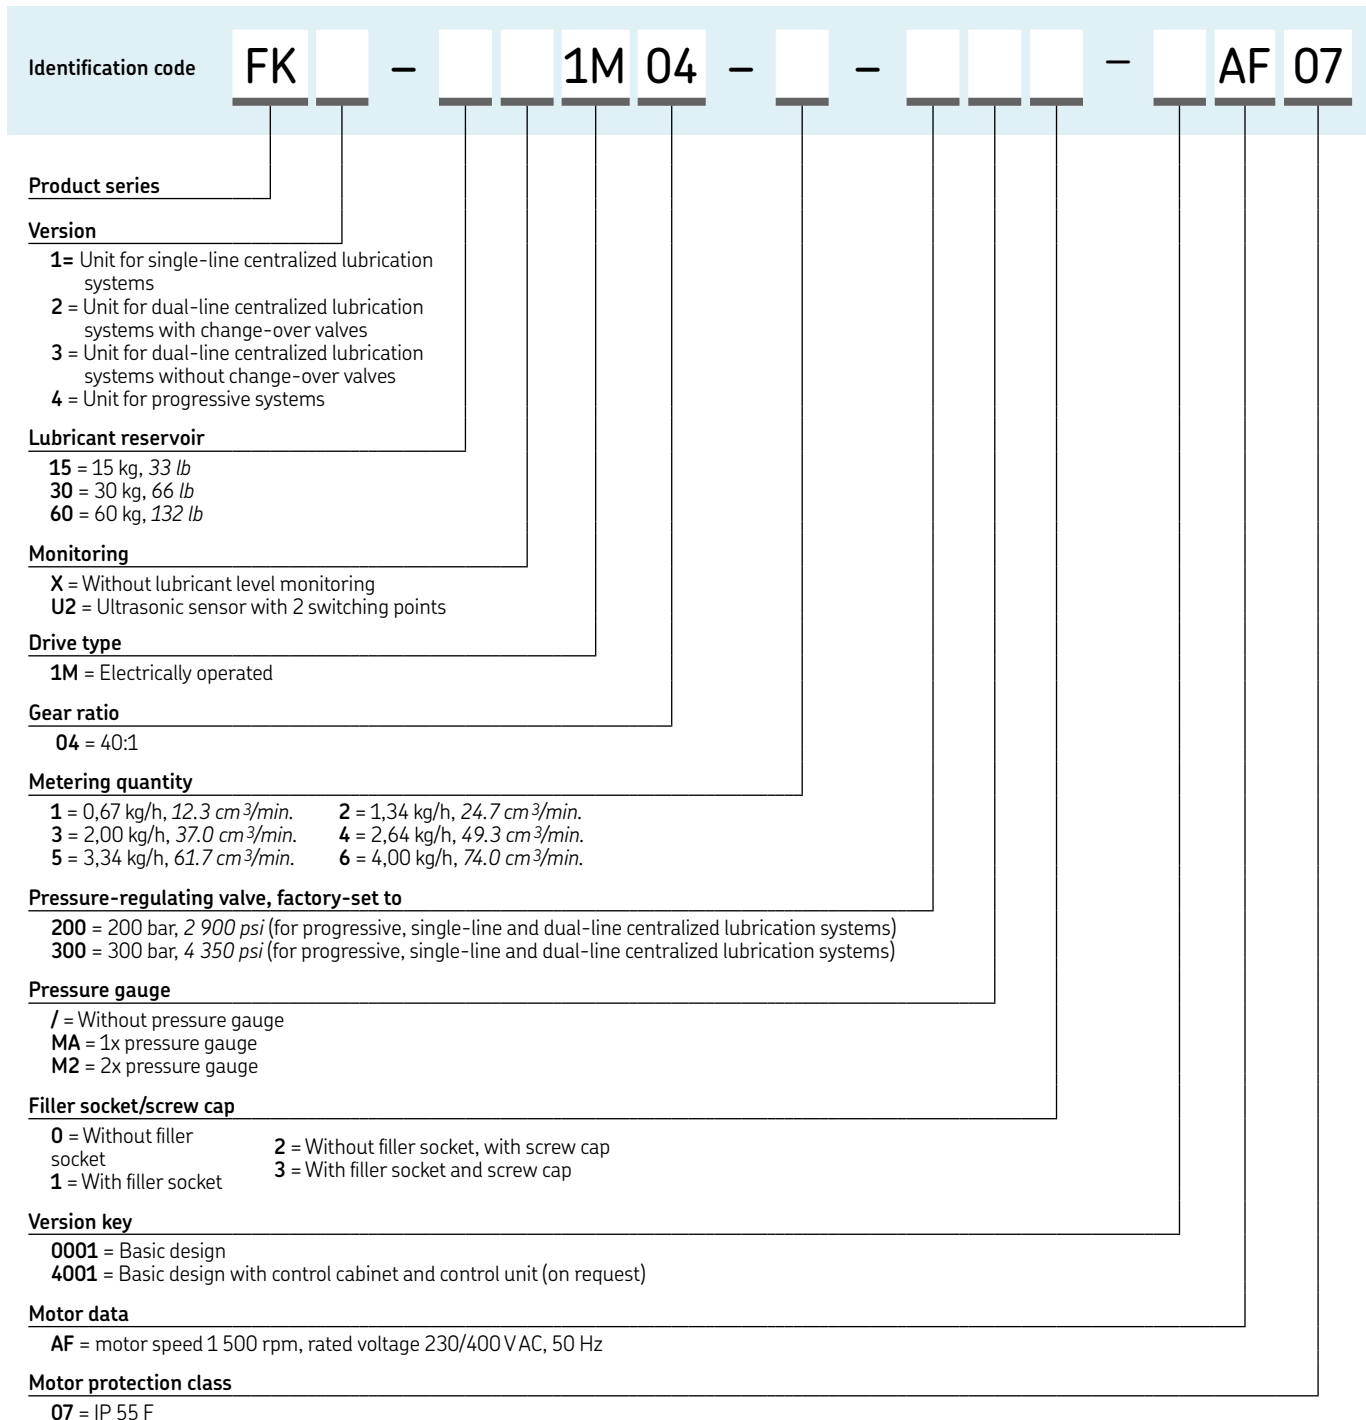 Identification code FK – 1M 04 – – – AF 07
Product series
Version
1= Unit for single-line centralized lubrication
systems
2 = Unit for dual-line centralized lubrication
systems with change-over valves
3 = Unit for dual-line centralized lubrication
systems without change-over valves
4 = Unit for progressive systems
Lubricant reservoir
15 = 15 kg, 33 lb
30 = 30 kg, 66 lb
60 = 60 kg, 132 lb
Monitoring
X = Without lubricant level monitoring
U2 = Ultrasonic sensor with 2 switching points
Drive type
1M = Electrically operated
Gear ratio
04 = 40:1
Metering quantity
1 = 0,67 kg/h, 12.3 cm³/min. 2 = 1,34 kg/h, 24.7 cm³/min.
3 = 2,00 kg/h, 37.0 cm³/min. 4 = 2,64 kg/h, 49.3 cm³/min.
5 = 3,34 kg/h, 61.7 cm³/min. 6 = 4,00 kg/h, 74.0 cm³/min.
Pressure-regulating valve, factory-set to
200 = 200 bar, 2 900 psi (for progressive, single-line and dual-line centralized lubrication systems)
300 = 300 bar, 4 350 psi (for progressive, single-line and dual-line centralized lubrication systems)
Pressure gauge
/ = Without pressure gauge
MA = 1x pressure gauge
M2 = 2x pressure gauge
Filler socket/screw cap
0 = Without filler
socket
1 = With filler socket
2 = Without filler socket, with screw cap
3 = With filler socket and screw cap
Version key
0001 = Basic design
4001 = Basic design with control cabinet and control unit (on request)
Motor data
AF = motor speed 1 500 rpm, rated voltage 230/400 V AC, 50 Hz
Motor protection class
07 = IP 55 F